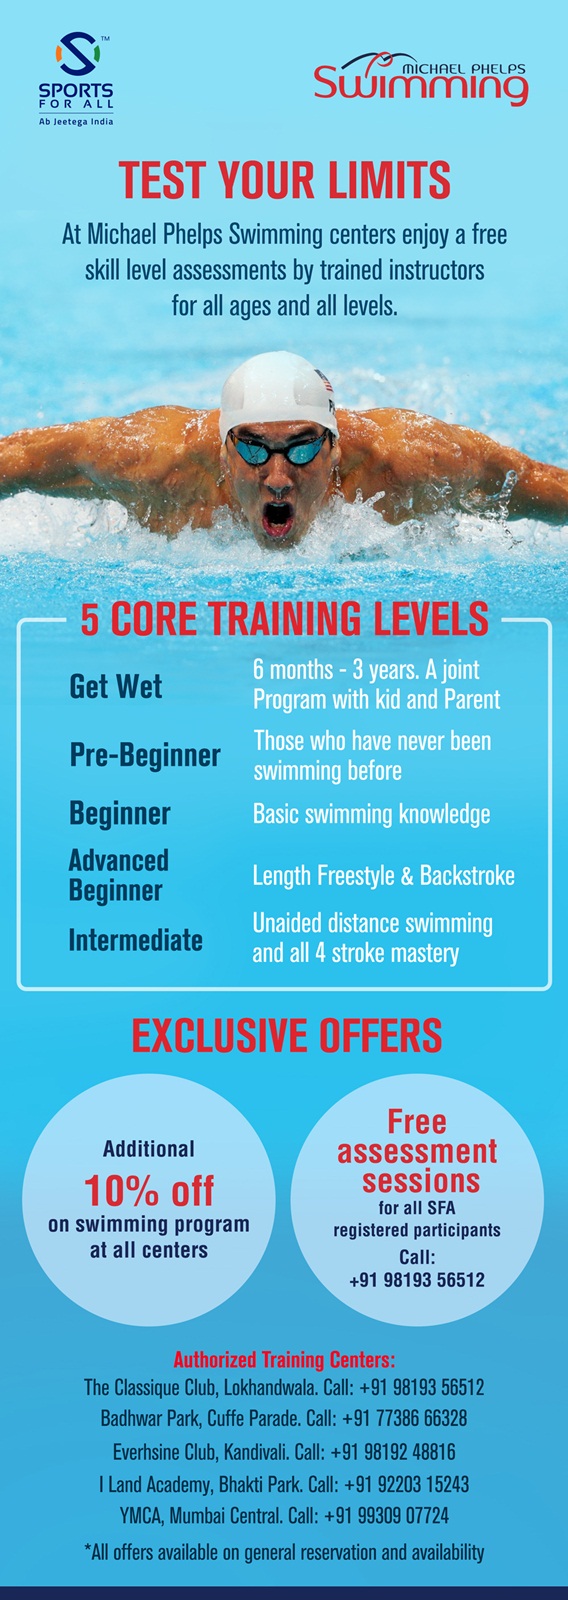 TM
SPORTS
FOR ALL
Ab Jeetega India
MICHAEL PHELPS
Swimming
TEST YOUR LIMITS
At Michael Phelps Swimming centers enjoy a free
skill level assessments by trained instructors
for all ages and all levels.
5 CORE TRAINING LEVELS
Get Wet
6 months - 3 years. A joint
Program with kid and Parent
Pre-Beginner
Those who have never been
swimming before
Beginner
Basic swimming knowledge
Advanced
Beginner
Length Freestyle & Backstroke
Intermediate
Unaided distance swimming
and all 4 stroke mastery
EXCLUSIVE OFFERS
Additional
10% off
on swimming program
at all centers
Free
assessment
sessions
for all SFA
registered participants
Call:
+91 98193 56512
Authorized Training Centers:
The Classique Club, Lokhandwala. Call: +91 98193 56512
Badhwar Park, Cuffe Parade. Call: +91 77386 66328
Everhsine Club, Kandivali. Call: +91 98192 48816
I Land Academy, Bhakti Park. Call: +91 92203 15243
YMCA, Mumbai Central. Call: +91 99309 07724
*All offers available on general reservation and availability